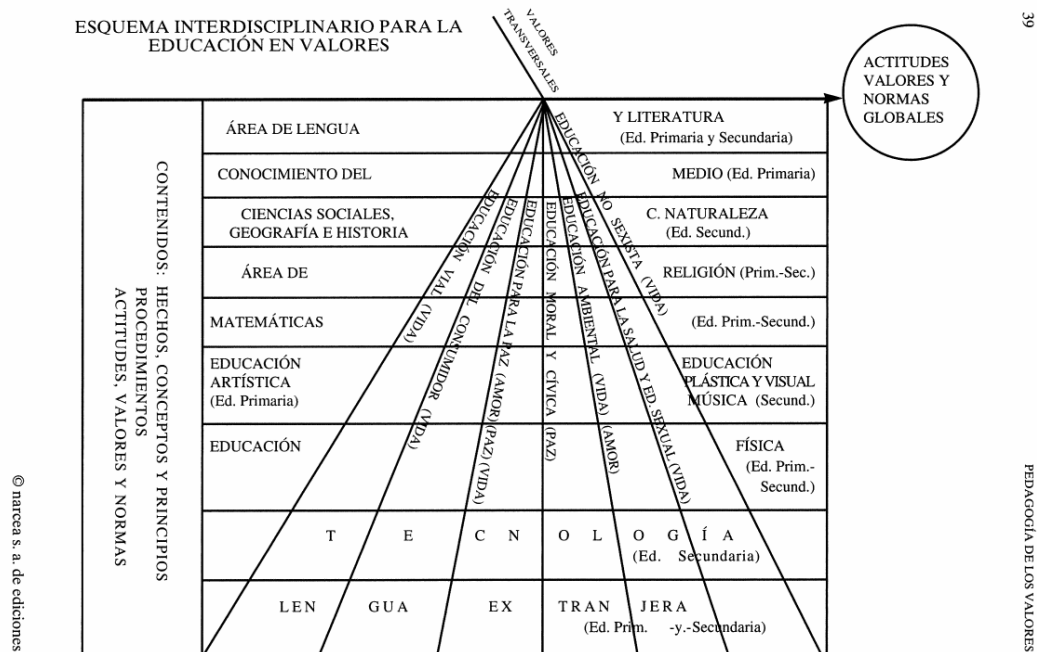 ESQUEMA INTERDISCIPLINARIO PARA LA
EDUCACIÓN EN VALORES
VALORES
TRANSVERSALES
39
ACTITUDES
VALORES Y
NORMAS
GLOBALES
ÁREA DE LENGUA
Y LITERATURA
(Ed. Primaria y Secundaria)
CONOCIMIENTO DEL
MEDIO (Ed. Primaria)
CIENCIAS SOCIALES,
GEOGRAFÍA E HISTORIA
C. NATURALEZA
(Ed. Secund.)
ÁREA DE
RELIGIÓN (Prim.-Sec.)
MATEMÁTICAS
(Ed. Prim.-Secund.)
EDUCACIÓN
ARTÍSTICA
(Ed. Primaria)
EDUCACIÓN
PLÁSTICA Y VISUAL
MÚSICA (Secund.)
EDUCACIÓN
FÍSICA
(Ed. Prim.-
Secund.)
T E C N O L O G Í A
(Ed. Secundaria)
LEN GUA EX TRAN JERA
(Ed. Prim. -y.-Secundaria)
EDUCACIÓN VIAL (VIDA)
EDUCACIÓN DEL CONSUMIDOR (VIDA)
EDUCACIÓN PARA LA PAZ (AMOR)(PAZ)(VIDA)
EDUCACIÓN MORAL Y CÍVICA (PAZ)
EDUCACIÓN AMBIENTAL (VIDA) (AMOR)
EDUCACIÓN PARA LA SALUD Y ED. SEXUAL (VIDA)
EDUCACIÓN NO SEXISTA (VIDA)
CONTENIDOS: HECHOS, CONCEPTOS Y PRINCIPIOS
PROCEDIMIENTOS
ACTITUDES, VALORES Y NORMAS
© narcea s. a. de ediciones
PEDAGOGÍA DE LOS VALORES